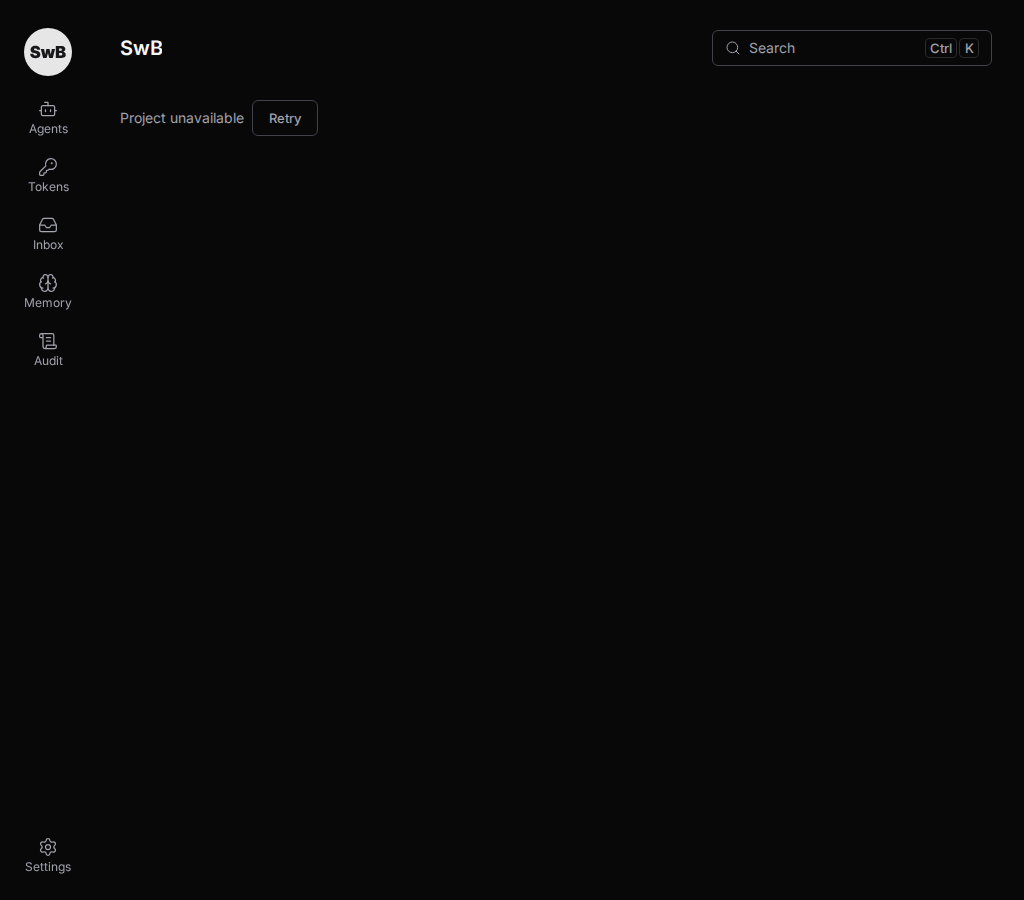 SwB
SwB
Search
Ctrl K
Agents
Project unavailable
Retry
Tokens
Inbox
Memory
Audit
Settings